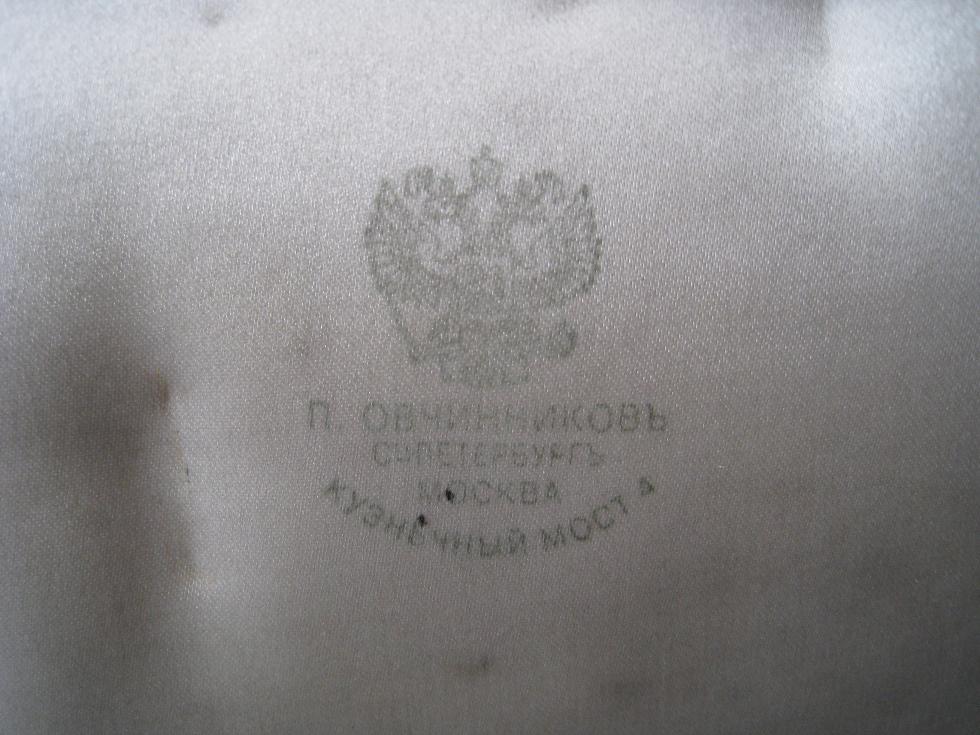 П. ОВЧИННИКОВЪ
С.ПЕТЕРБУРГЪ
МОСКВА
КУЗНЕЧНЫЙ МОСТ 4